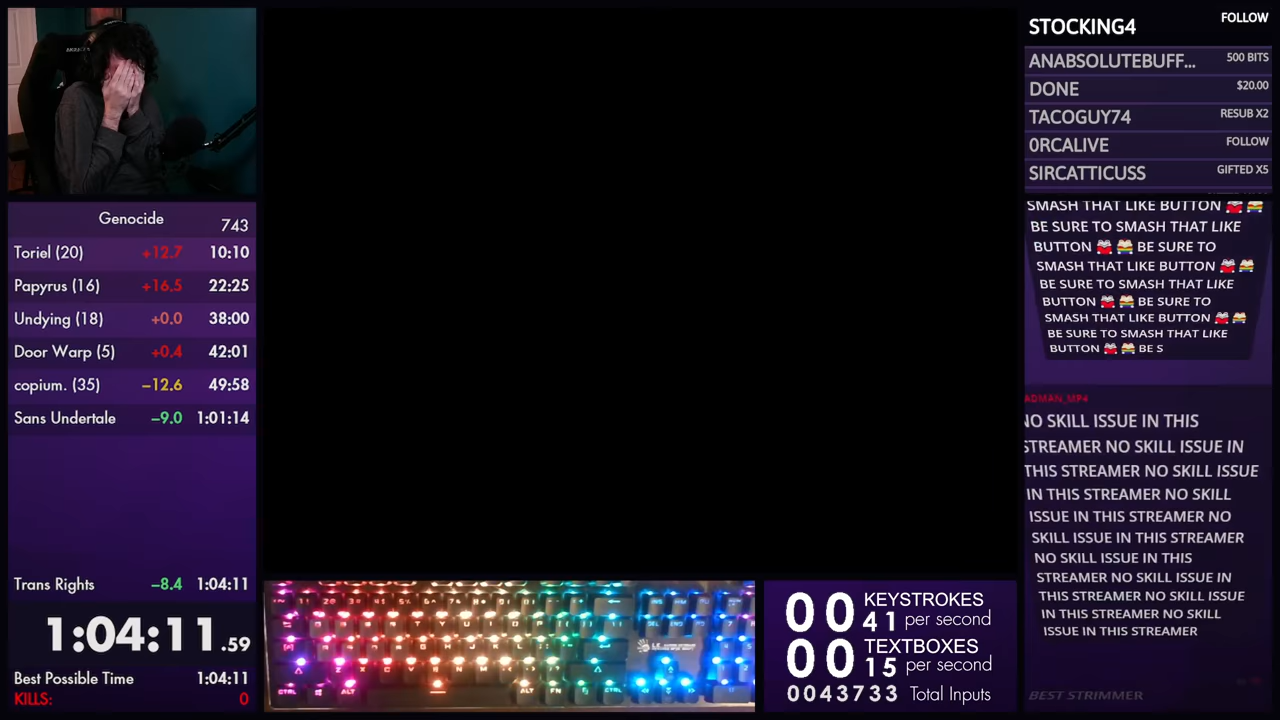 Genocide 743
Toriel (20) +12.7 10:10
Papyrus (16) +16.5 22:25
Undying (18) +0.0 38:00
Door Warp (5) +0.4 42:01
copium. (35) −12.6 49:58
Sans Undertale −9.0 1:01:14
Trans Rights −8.4 1:04:11
1:04:11.59
Best Possible Time 1:04:11
KILLS: 0
00 41 KEYSTROKES per second
00 15 TEXTBOXES per second
0043733 Total Inputs
STOCKING4 FOLLOW
ANABSOLUTEBUFF... 500 BITS
DONE $20.00
TACOGUY74 RESUB X2
0RCALIVE FOLLOW
SIRCATTICUSS GIFTED X5
SMASH THAT LIKE BUTTON
BE SURE TO SMASH THAT LIKE
BUTTON BE SURE TO
SMASH THAT LIKE BUTTON
BE SURE TO SMASH THAT LIKE
BUTTON BE SURE TO
SMASH THAT LIKE BUTTON
BE SURE TO SMASH THAT LIKE
BUTTON BE S
ADMAN_MP4
NO SKILL ISSUE IN THIS
STREAMER NO SKILL ISSUE IN
THIS STREAMER NO SKILL ISSUE
IN THIS STREAMER NO SKILL
ISSUE IN THIS STREAMER NO
SKILL ISSUE IN THIS STREAMER
NO SKILL ISSUE IN THIS
STREAMER NO SKILL ISSUE IN
THIS STREAMER NO SKILL ISSUE
IN THIS STREAMER NO SKILL
ISSUE IN THIS STREAMER
BEST STRIMMER